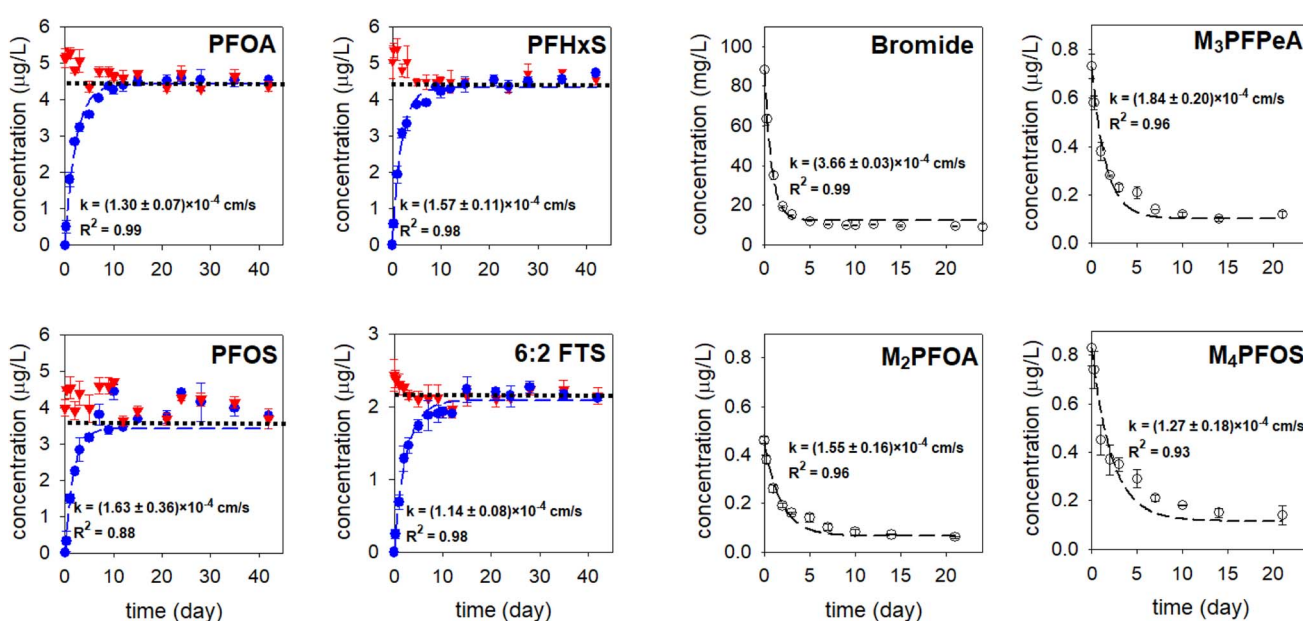 PFOA
concentration (µg/L)
6
5
4
3
2
1
0
k = (1.30 ± 0.07)×10⁻⁴ cm/s
R² = 0.99
0 10 20 30 40
PFHxS
6
5
4
3
2
1
0
k = (1.57 ± 0.11)×10⁻⁴ cm/s
R² = 0.98
0 10 20 30 40
Bromide
concentration (mg/L)
100
80
60
40
20
0
k = (3.66 ± 0.03)×10⁻⁴ cm/s
R² = 0.99
0 5 10 15 20
M₃PFPeA
concentration (µg/L)
0.8
0.6
0.4
0.2
0.0
k = (1.84 ± 0.20)×10⁻⁴ cm/s
R² = 0.96
0 5 10 15 20
PFOS
concentration (µg/L)
6
5
4
3
2
1
0
k = (1.63 ± 0.36)×10⁻⁴ cm/s
R² = 0.88
0 10 20 30 40
time (day)
6:2 FTS
3
2
1
0
k = (1.14 ± 0.08)×10⁻⁴ cm/s
R² = 0.98
0 10 20 30 40
time (day)
M₂PFOA
concentration (µg/L)
0.8
0.6
0.4
0.2
0.0
k = (1.55 ± 0.16)×10⁻⁴ cm/s
R² = 0.96
0 5 10 15 20
time (day)
M₄PFOS
concentration (µg/L)
0.8
0.6
0.4
0.2
0.0
k = (1.27 ± 0.18)×10⁻⁴ cm/s
R² = 0.93
0 5 10 15 20
time (day)